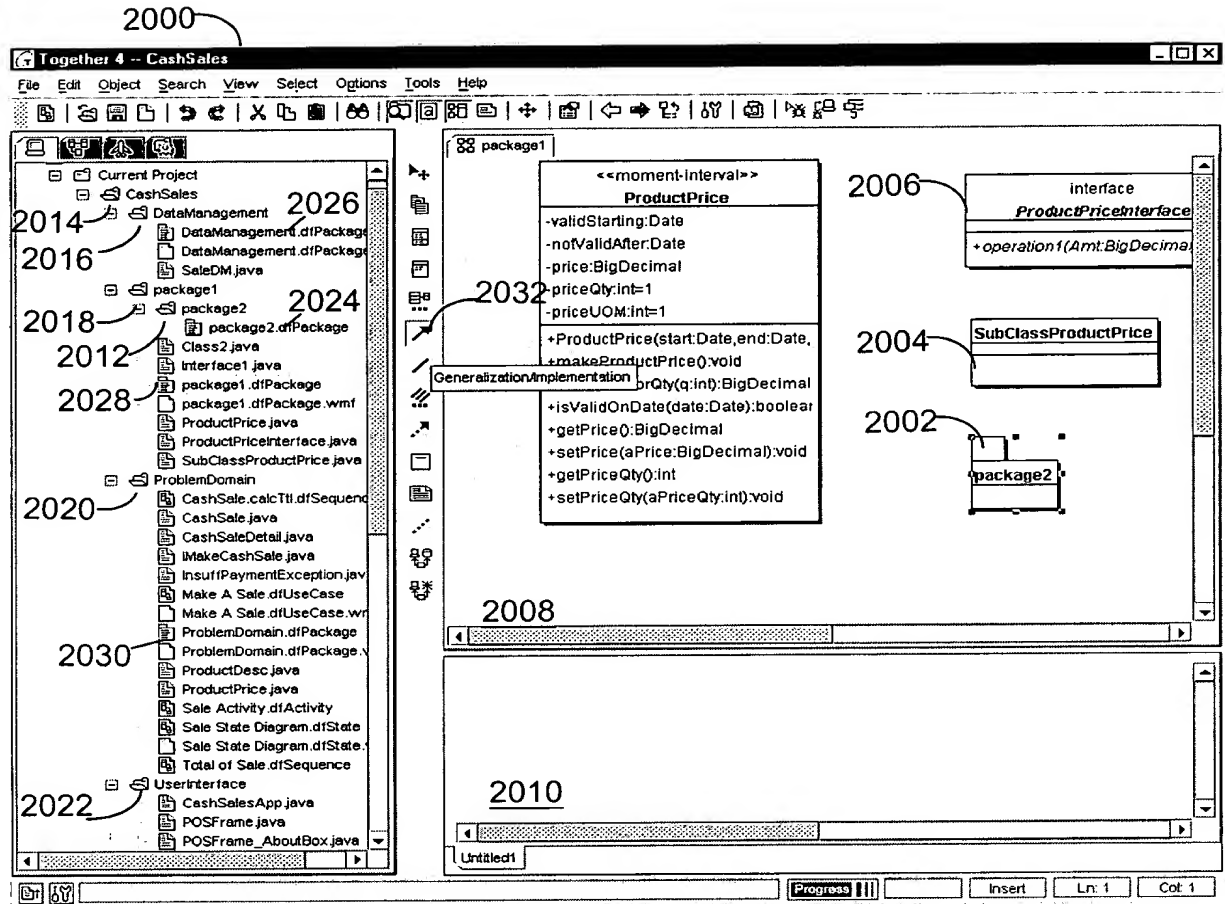 2000
Together 4 -- CashSales
File Edit Object Search View Select Options Tools Help
Current Project
CashSales
2014
DataManagement
2026
2016
DataManagement.dfPackage
DataManagement.dfPackage
SaleDM.java
package1
2018
package2
2024
2012
package2.dfPackage
Class2.java
Interface1.java
2028
package1.dfPackage
package1.dfPackage.wmf
ProductPrice.java
ProductPriceInterface.java
SubClassProductPrice.java
ProblemDomain
2020
CashSale.calcTtl.dfSequenc
CashSale.java
CashSaleDetail.java
IMakeCashSale.java
InsuffPaymentException.jav
Make A Sale.dfUseCase
Make A Sale.dfUseCase.wr
ProblemDomain.dfPackage
2030
ProblemDomain.dfPackage.
ProductDesc.java
ProductPrice.java
Sale Activity.dfActivity
Sale State Diagram.dfState
Sale State Diagram.dfState.
Total of Sale.dfSequence
UserInterface
2022
CashSalesApp.java
POSFrame.java
POSFrame_AboutBox.java
2032
Generalization/Implementation
package1
<<moment-interval>>
ProductPrice
-validStarting:Date
-notValidAfter:Date
-price:BigDecimal
-priceQty:int=1
-priceUOM:int=1
+ProductPrice(start:Date,end:Date,
+makeProductPrice():void
orQty(q:int):BigDecimal
+isValidOnDate(date:Date):boolear
+getPrice():BigDecimal
+setPrice(aPrice:BigDecimal):void
+getPriceQty():int
+setPriceQty(aPriceQty:int):void
2006
interface
ProductPriceInterface
+operation1(Amt:BigDecimal
2004
SubClassProductPrice
2002
package2
2008
2010
Untitled1
Progress
Insert
Ln: 1
Col: 1